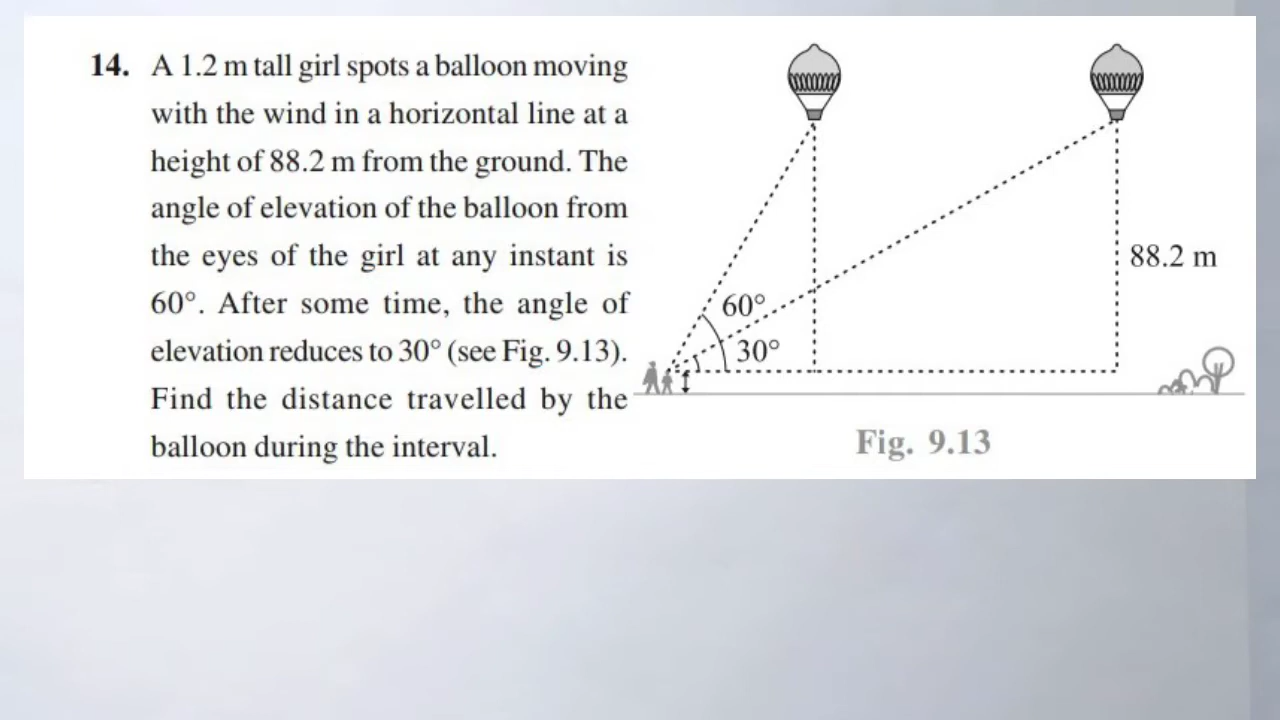 14. A 1.2 m tall girl spots a balloon moving
with the wind in a horizontal line at a
height of 88.2 m from the ground. The
angle of elevation of the balloon from
the eyes of the girl at any instant is
60°. After some time, the angle of
elevation reduces to 30° (see Fig. 9.13).
Find the distance travelled by the
balloon during the interval.
88.2 m
60°
30°
Fig. 9.13